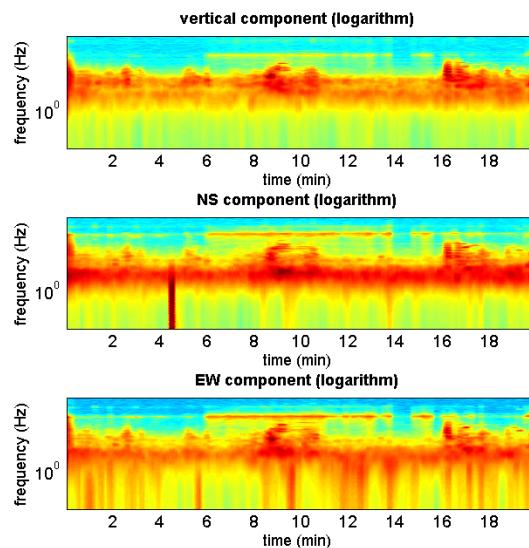 vertical component (logarithm)
frequency (Hz)
10^0
2 4 6 8 10 12 14 16 18
time (min)
NS component (logarithm)
frequency (Hz)
10^0
2 4 6 8 10 12 14 16 18
time (min)
EW component (logarithm)
frequency (Hz)
10^0
2 4 6 8 10 12 14 16 18
time (min)